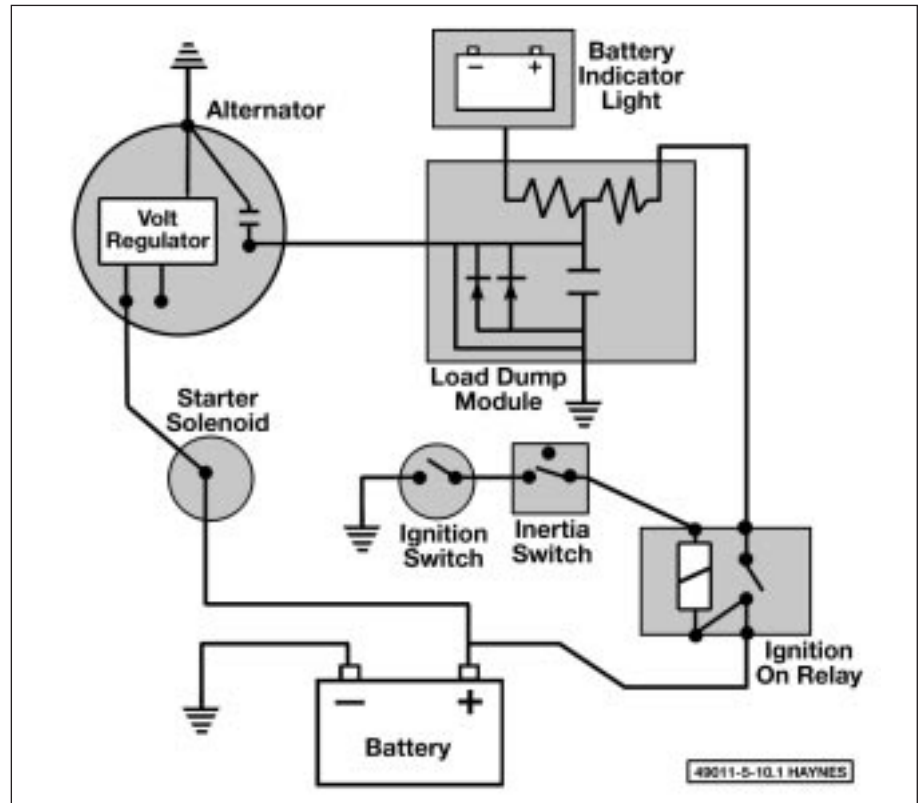 Battery
Indicator
Light
− +
Alternator
Volt
Regulator
Load Dump
Module
Starter
Solenoid
Ignition
Switch
Inertia
Switch
Ignition
On Relay
− +
Battery
49011-5-10.1 HAYNES